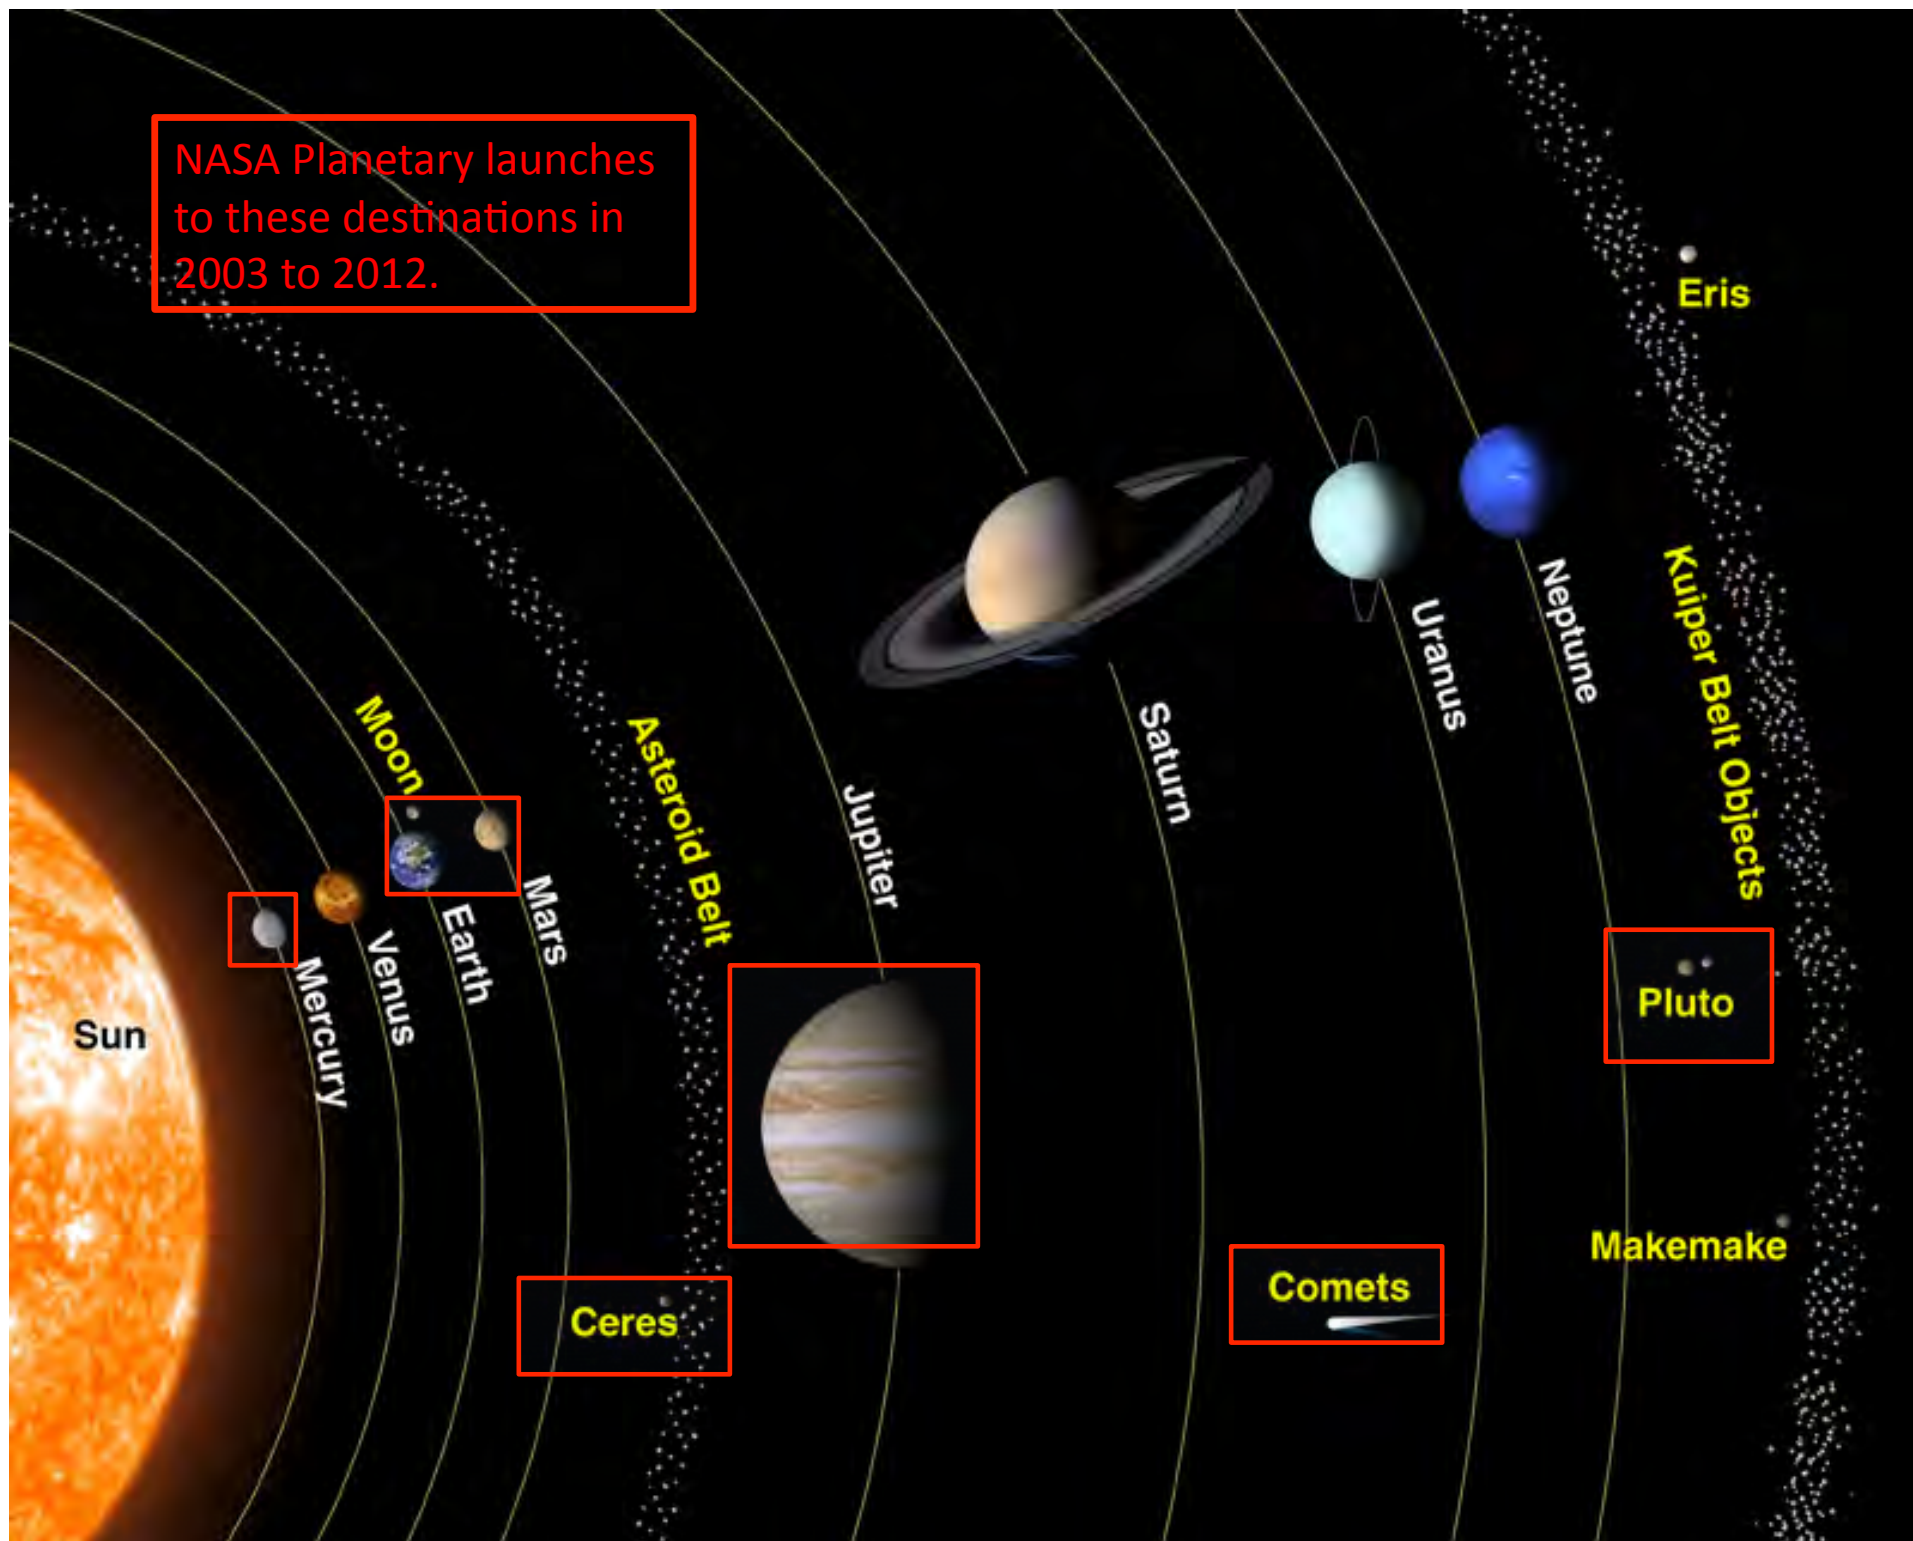 NASA Planetary launches
to these destinations in
2003 to 2012.
Eris
Kuiper Belt Objects
Neptune
Uranus
Saturn
Moon
Asteroid Belt
Jupiter
Mars
Earth
Venus
Mercury
Sun
Pluto
Makemake
Comets
Ceres